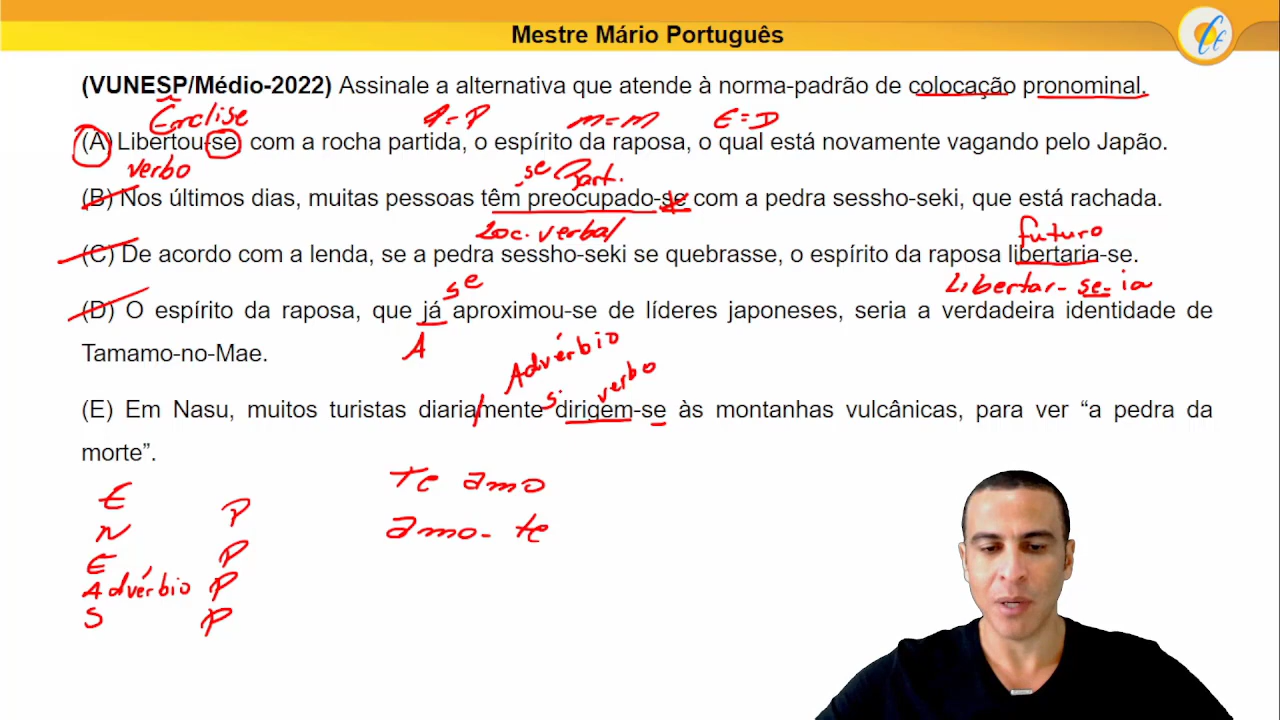 Mestre Mário Português
(VUNESP/Médio-2022) Assinale a alternativa que atende à norma-padrão de colocação pronominal.
Ênclise A=P M=M E=D
(A) Libertou-se com a rocha partida, o espírito da raposa, o qual está novamente vagando pelo Japão.
verbo se Part.
(B) Nos últimos dias, muitas pessoas têm preocupado-se com a pedra sessho-seki, que está rachada.
Loc. verbal futuro
(C) De acordo com a lenda, se a pedra sessho-seki se quebrasse, o espírito da raposa libertaria-se.
se Libertar-se-ia
(D) O espírito da raposa, que já aproximou-se de líderes japoneses, seria a verdadeira identidade de
A Advérbio
Tamamo-no-Mae.
verbo
(E) Em Nasu, muitos turistas diariamente dirigem-se às montanhas vulcânicas, para ver “a pedra da
morte”.
te amo
amo-te
E P
N
E P
Advérbio P
S P